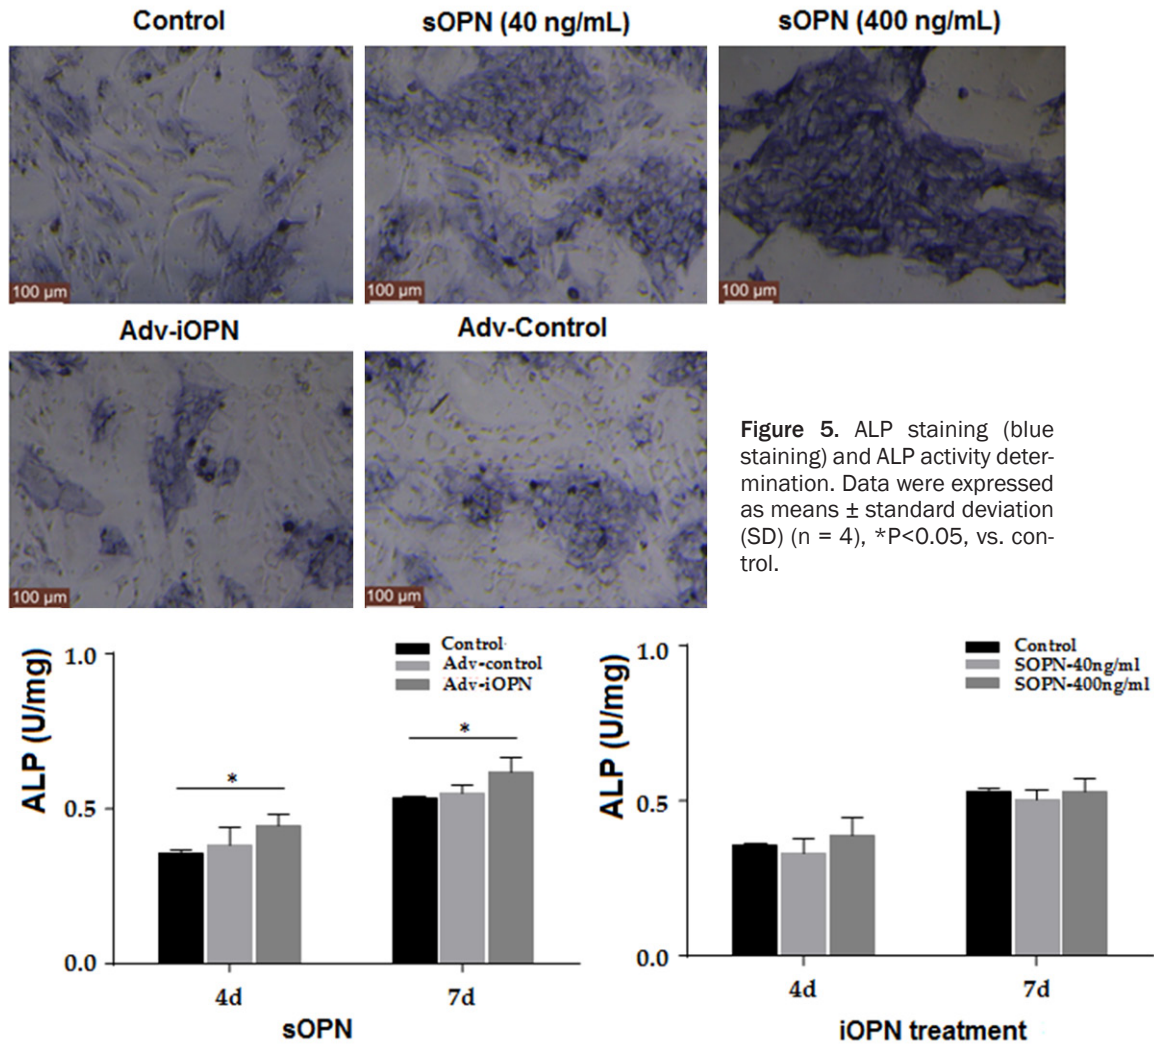 Control
sOPN (40 ng/mL)
sOPN (400 ng/mL)
100 µm
100 µm
100 µm
Adv-iOPN
Adv-Control
100 µm
100 µm
Figure 5. ALP staining (blue
staining) and ALP activity deter-
mination. Data were expressed
as means ± standard deviation
(SD) (n = 4), *P<0.05, vs. con-
trol.
ALP (U/mg)
1.0
0.5
0.0
Control
Adv-control
Adv-iOPN
*
*
4d
7d
sOPN
ALP (U/mg)
1.0
0.5
0.0
Control
SOPN-40ng/ml
SOPN-400ng/ml
4d
7d
iOPN treatment